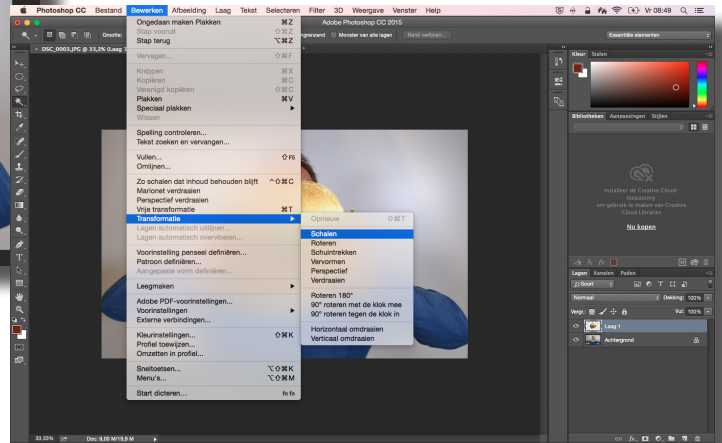 Photoshop CC Bestand Bewerken Afbeelding Laag Tekst Selecteren Filter 3D Weergave Venster Help Vr 08:49
Adobe Photoshop CC 2015
Grootte: Monster van alle lagen Rand verfijnen... Essentiële elementen
DSC_0003.JPG @ 33,3% (Laag
Ongedaan maken Plakken ⌘Z
Stap vooruit ⇧⌘Z
Stap terug ⌥⌘Z
Vervagen... ⇧⌘F
Knippen ⌘X
Kopiëren ⌘C
Verenigd kopiëren ⇧⌘C
Plakken ⌘V
Speciaal plakken
Wissen
Spelling controleren...
Tekst zoeken en vervangen...
Vullen... ⇧F5
Omlijnen...
Zo schalen dat inhoud behouden blijft ^⇧⌘C
Marionet verdraaien
Perspectief verdraaien
Vrije transformatie ⌘T
Transformatie
Lagen automatisch uitlijnen...
Lagen automatisch overvloeien...
Voorinstelling penseel definiëren...
Patroon definiëren...
Aangepaste vorm definiëren...
Leegmaken
Adobe PDF-voorinstellingen...
Voorinstellingen
Externe verbindingen...
Kleurinstellingen... ⇧⌘K
Profiel toewijzen...
Omzetten in profiel...
Sneltoetsen... ⌥⇧⌘K
Menu's... ⌥⇧⌘M
Start dicteren... fn fn
Opnieuw ⇧⌘T
Schalen
Roteren
Schuintrekken
Vervormen
Perspectief
Verdraaien
Roteren 180°
90° roteren met de klok mee
90° roteren tegen de klok in
Horizontaal omdraaien
Verticaal omdraaien
Kleur Stalen
Bibliotheken Aanpassingen Stijlen
Installeer de Creative Cloud-
toepassing
om gebruik te maken van Creative
Cloud Libraries
Nu kopen
Lagen Kanalen Paden
Soort
Normaal Dekking: 100%
Vergr.: Vul: 100%
Laag 1
Achtergrond
33,33% Doc: 9,00 M/19,9 M